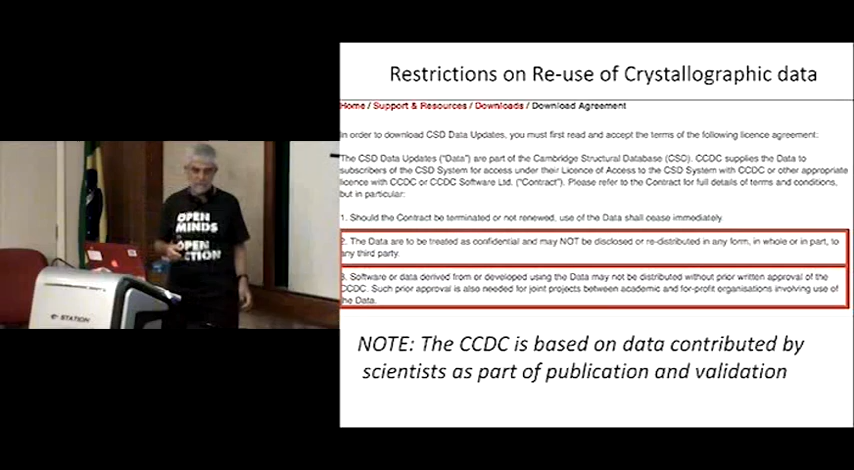 Restrictions on Re-use of Crystallographic data
Home / Support & Resources / Downloads / Download Agreement
In order to download CSD Data Updates, you must first read and accept the terms of the following licence agreement:
The CSD Data Updates ("Data") are part of the Cambridge Structural Database (CSD). CCDC supplies the Data to
subscribers of the CSD System for access under their Licence of Access to the CSD System with CCDC or other appropriate
licence with CCDC or CCDC Software Ltd. ("Contract"). Please refer to the Contract for full details of terms and conditions,
but in particular:
1. Should the Contract be terminated or not renewed, use of the Data shall cease immediately.
2. The Data are to be treated as confidential and may NOT be disclosed or re-distributed in any form, in whole or in part, to
any third party.
3. Software or data derived from or developed using the Data may not be distributed without prior written approval of the
CCDC. Such prior approval is also needed for joint projects between academic and for-profit organisations involving use of
the Data.
NOTE: The CCDC is based on data contributed by
scientists as part of publication and validation
OPEN
MINDS
OPEN
ACTION
e-STATION